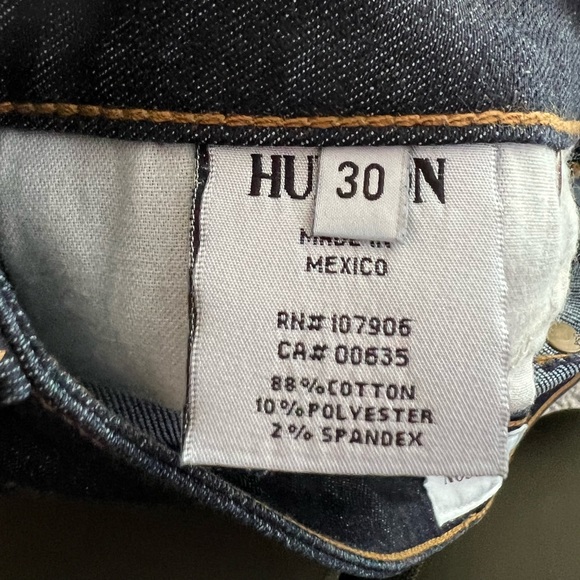 HU N
30
MADE IN
MEXICO
RN# 107906
CA# 00635
88%COTTON
10%POLYESTER
2% SPANDEX